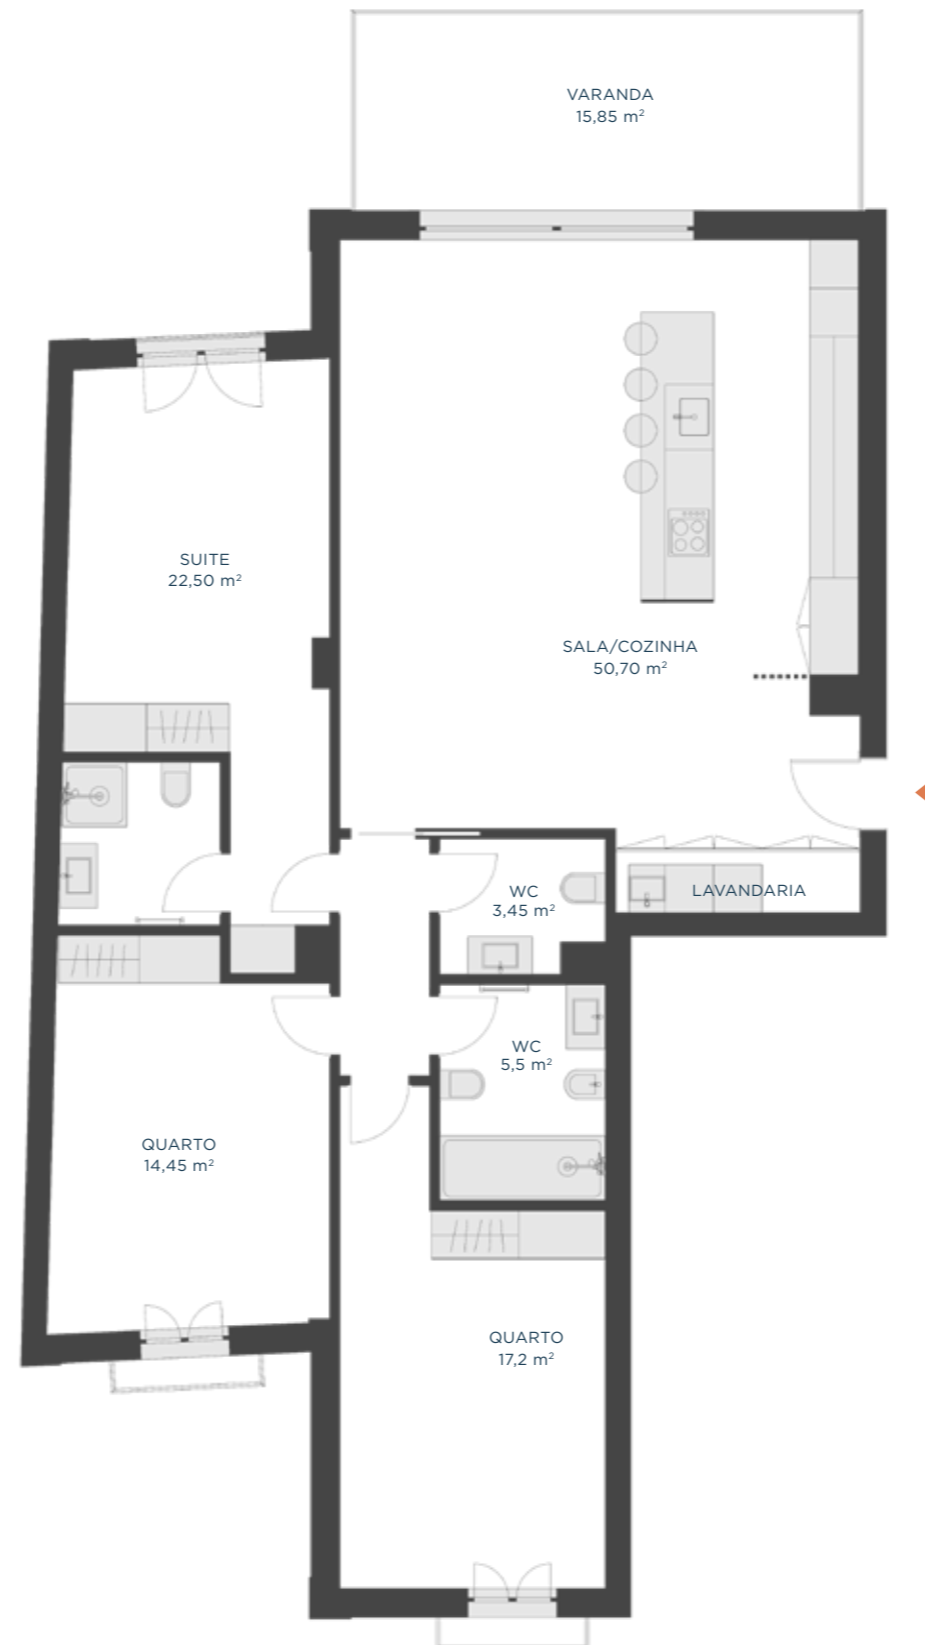 VARANDA
15,85 m²
SUITE
22,50 m²
SALA/COZINHA
50,70 m²
WC
3,45 m²
LAVANDARIA
WC
5,5 m²
QUARTO
14,45 m²
QUARTO
17,2 m²